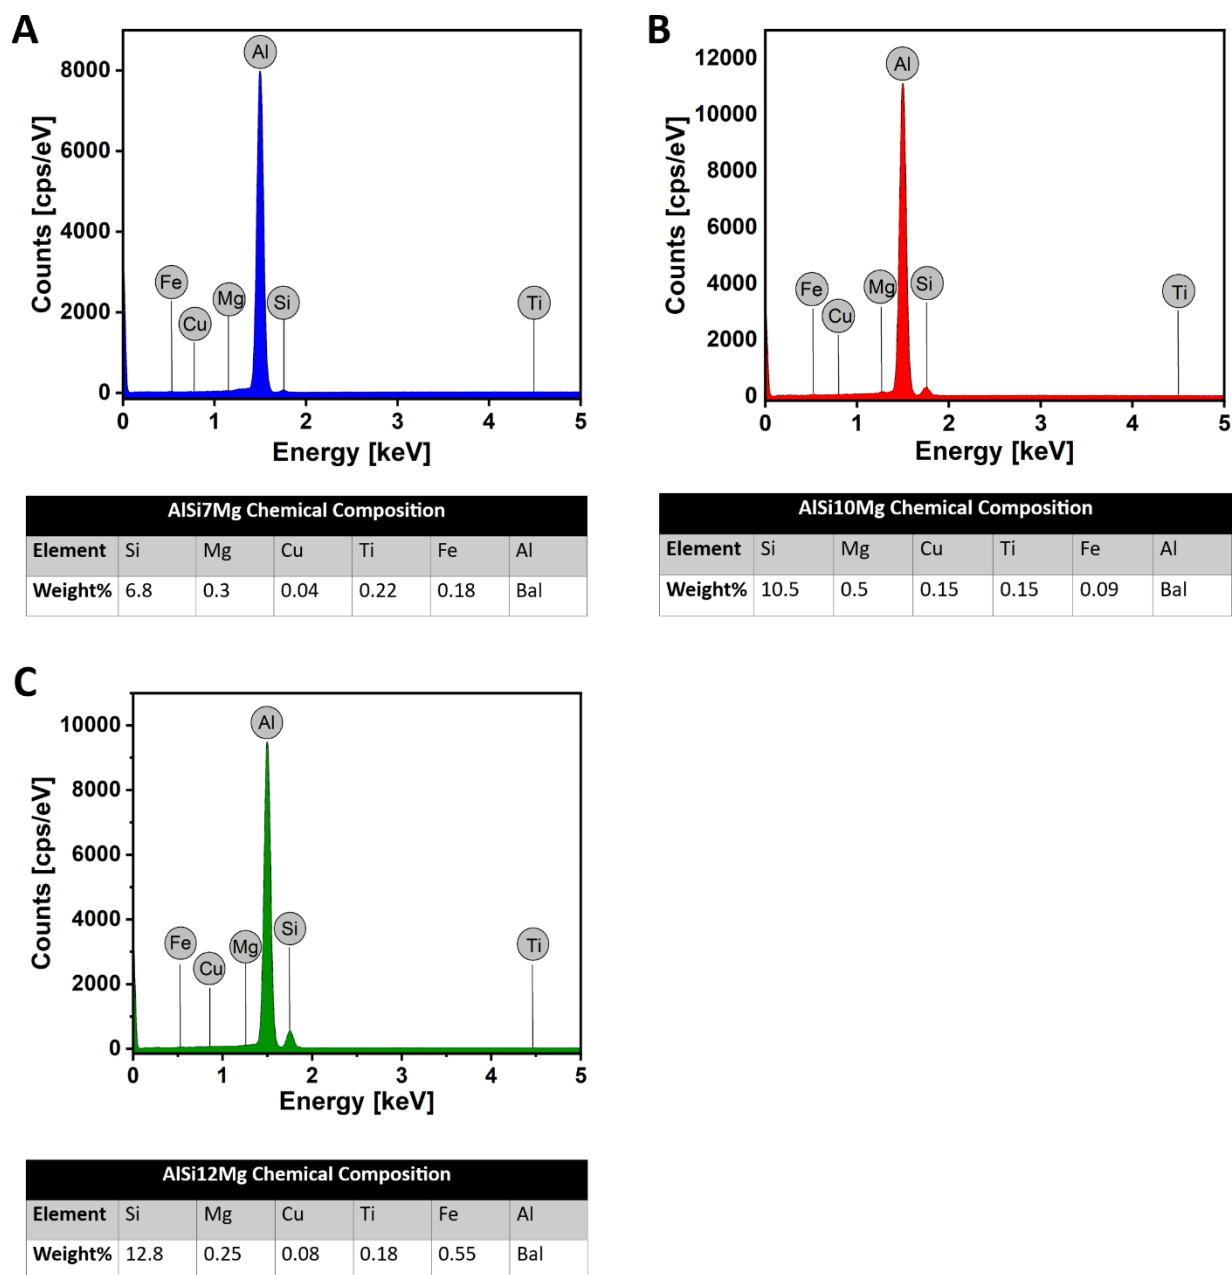 A
Counts [cps/eV]
8000
6000
4000
2000
0
Al
Fe
Cu
Mg
Si
Ti
0 1 2 3 4 5
Energy [keV]
AlSi7Mg Chemical Composition
Element Si Mg Cu Ti Fe Al
Weight% 6.8 0.3 0.04 0.22 0.18 Bal
B
Counts [cps/eV]
12000
10000
8000
6000
4000
2000
0
Al
Fe
Cu
Mg
Si
Ti
0 1 2 3 4 5
Energy [keV]
AlSi10Mg Chemical Composition
Element Si Mg Cu Ti Fe Al
Weight% 10.5 0.5 0.15 0.15 0.09 Bal
C
Counts [cps/eV]
10000
8000
6000
4000
2000
0
Al
Fe
Cu
Mg
Si
Ti
0 1 2 3 4 5
Energy [keV]
AlSi12Mg Chemical Composition
Element Si Mg Cu Ti Fe Al
Weight% 12.8 0.25 0.08 0.18 0.55 Bal